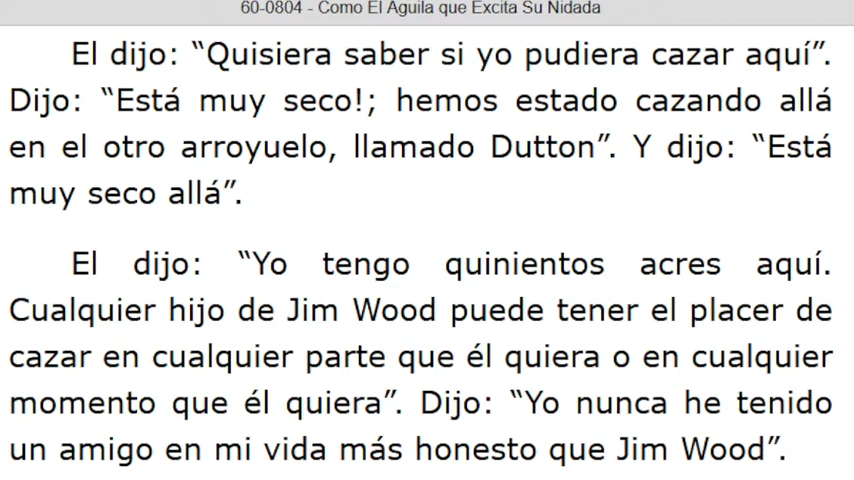 60-0804 - Como El Aguila que Excita Su Nidada
El dijo: “Quisiera saber si yo pudiera cazar aquí”.
Dijo: “Está muy seco!; hemos estado cazando allá
en el otro arroyuelo, llamado Dutton”. Y dijo: “Está
muy seco allá”.
El dijo: “Yo tengo quinientos acres aquí.
Cualquier hijo de Jim Wood puede tener el placer de
cazar en cualquier parte que él quiera o en cualquier
momento que él quiera”. Dijo: “Yo nunca he tenido
un amigo en mi vida más honesto que Jim Wood”.